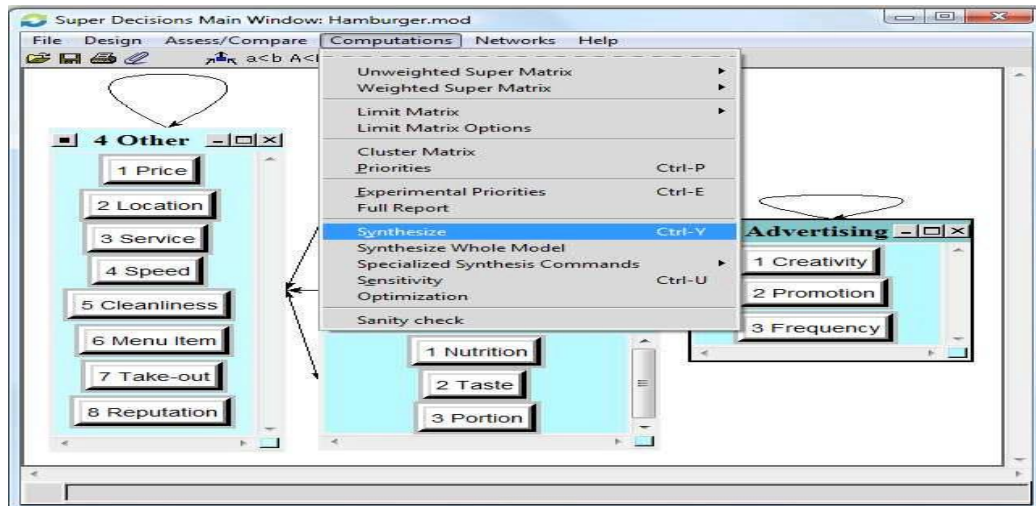 Super Decisions Main Window: Hamburger.mod
File Design Assess/Compare Computations Networks Help
a<b
Unweighted Super Matrix
Weighted Super Matrix
Limit Matrix
Limit Matrix Options
Cluster Matrix
Priorities Ctrl-P
Experimental Priorities Ctrl-E
Full Report
Synthesize Ctrl-Y
Synthesize Whole Model
Specialized Synthesis Commands
Sensitivity Ctrl-U
Optimization
Sanity check
4 Other
1 Price
2 Location
3 Service
4 Speed
5 Cleanliness
6 Menu Item
7 Take-out
8 Reputation
1 Nutrition
2 Taste
3 Portion
Advertising
1 Creativity
2 Promotion
3 Frequency